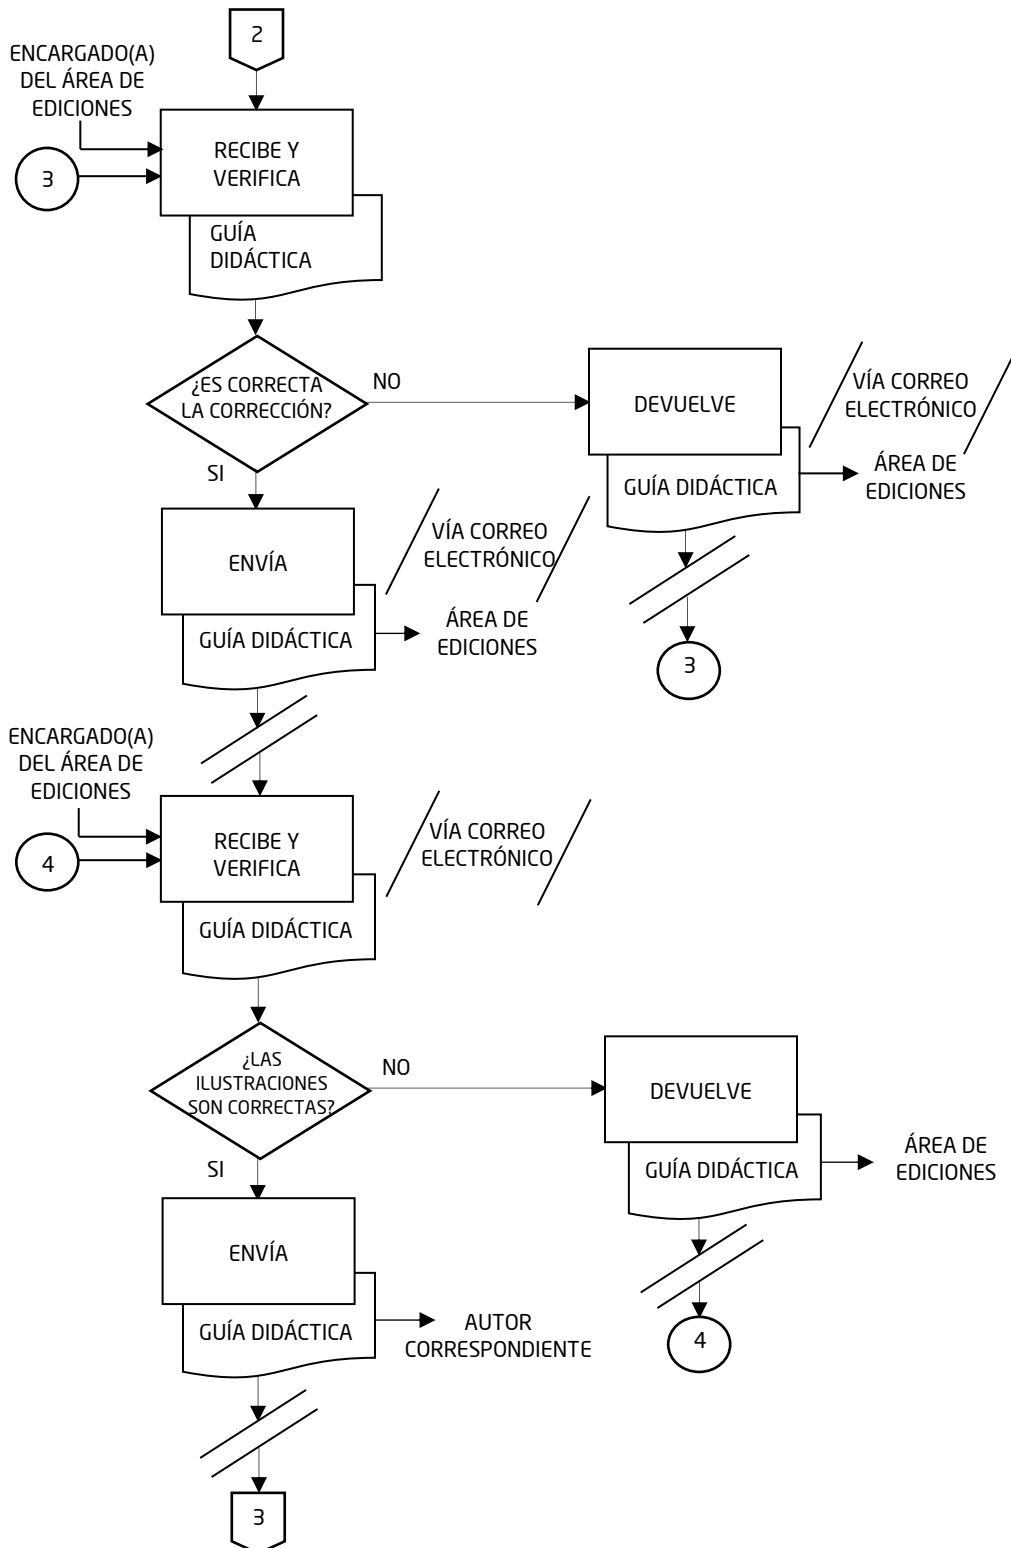 2
ENCARGADO(A)
DEL ÁREA DE
EDICIONES
3
RECIBE Y
VERIFICA
GUÍA
DIDÁCTICA
¿ES CORRECTA
LA CORRECCIÓN?
NO
DEVUELVE
VÍA CORREO
ELECTRÓNICO
GUÍA DIDÁCTICA
ÁREA DE
EDICIONES
3
SI
ENVÍA
VÍA CORREO
ELECTRÓNICO
GUÍA DIDÁCTICA
ÁREA DE
EDICIONES
ENCARGADO(A)
DEL ÁREA DE
EDICIONES
4
RECIBE Y
VERIFICA
VÍA CORREO
ELECTRÓNICO
GUÍA DIDÁCTICA
¿LAS
ILUSTRACIONES
SON CORRECTAS?
NO
DEVUELVE
GUÍA DIDÁCTICA
ÁREA DE
EDICIONES
4
SI
ENVÍA
GUÍA DIDÁCTICA
AUTOR
CORRESPONDIENTE
3